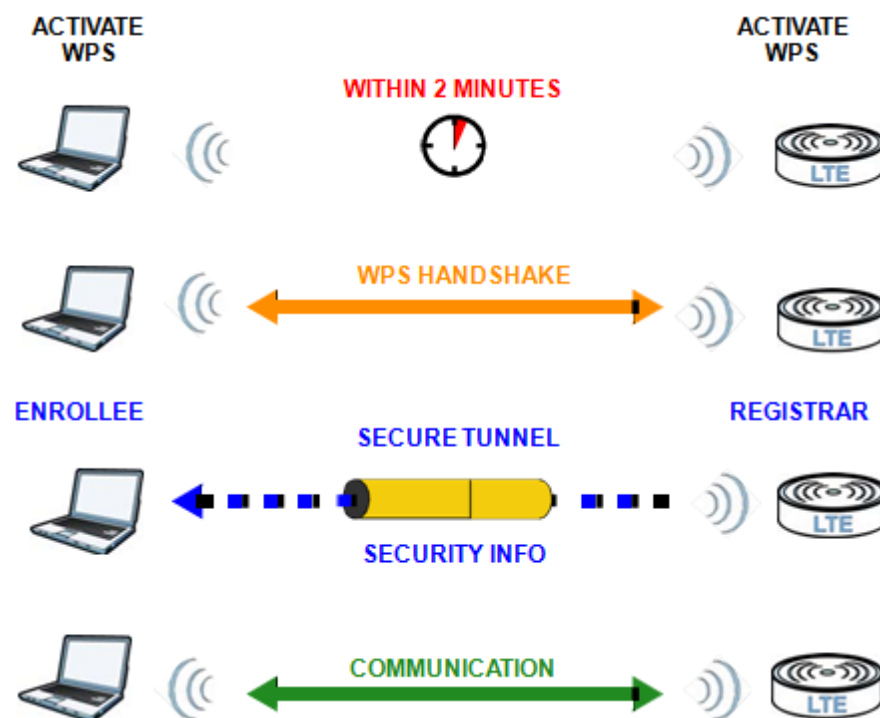 ACTIVATE
WPS
ACTIVATE
WPS
WITHIN 2 MINUTES
LTE
WPS HANDSHAKE
LTE
ENROLLEE
REGISTRAR
SECURE TUNNEL
SECURITY INFO
LTE
COMMUNICATION
LTE